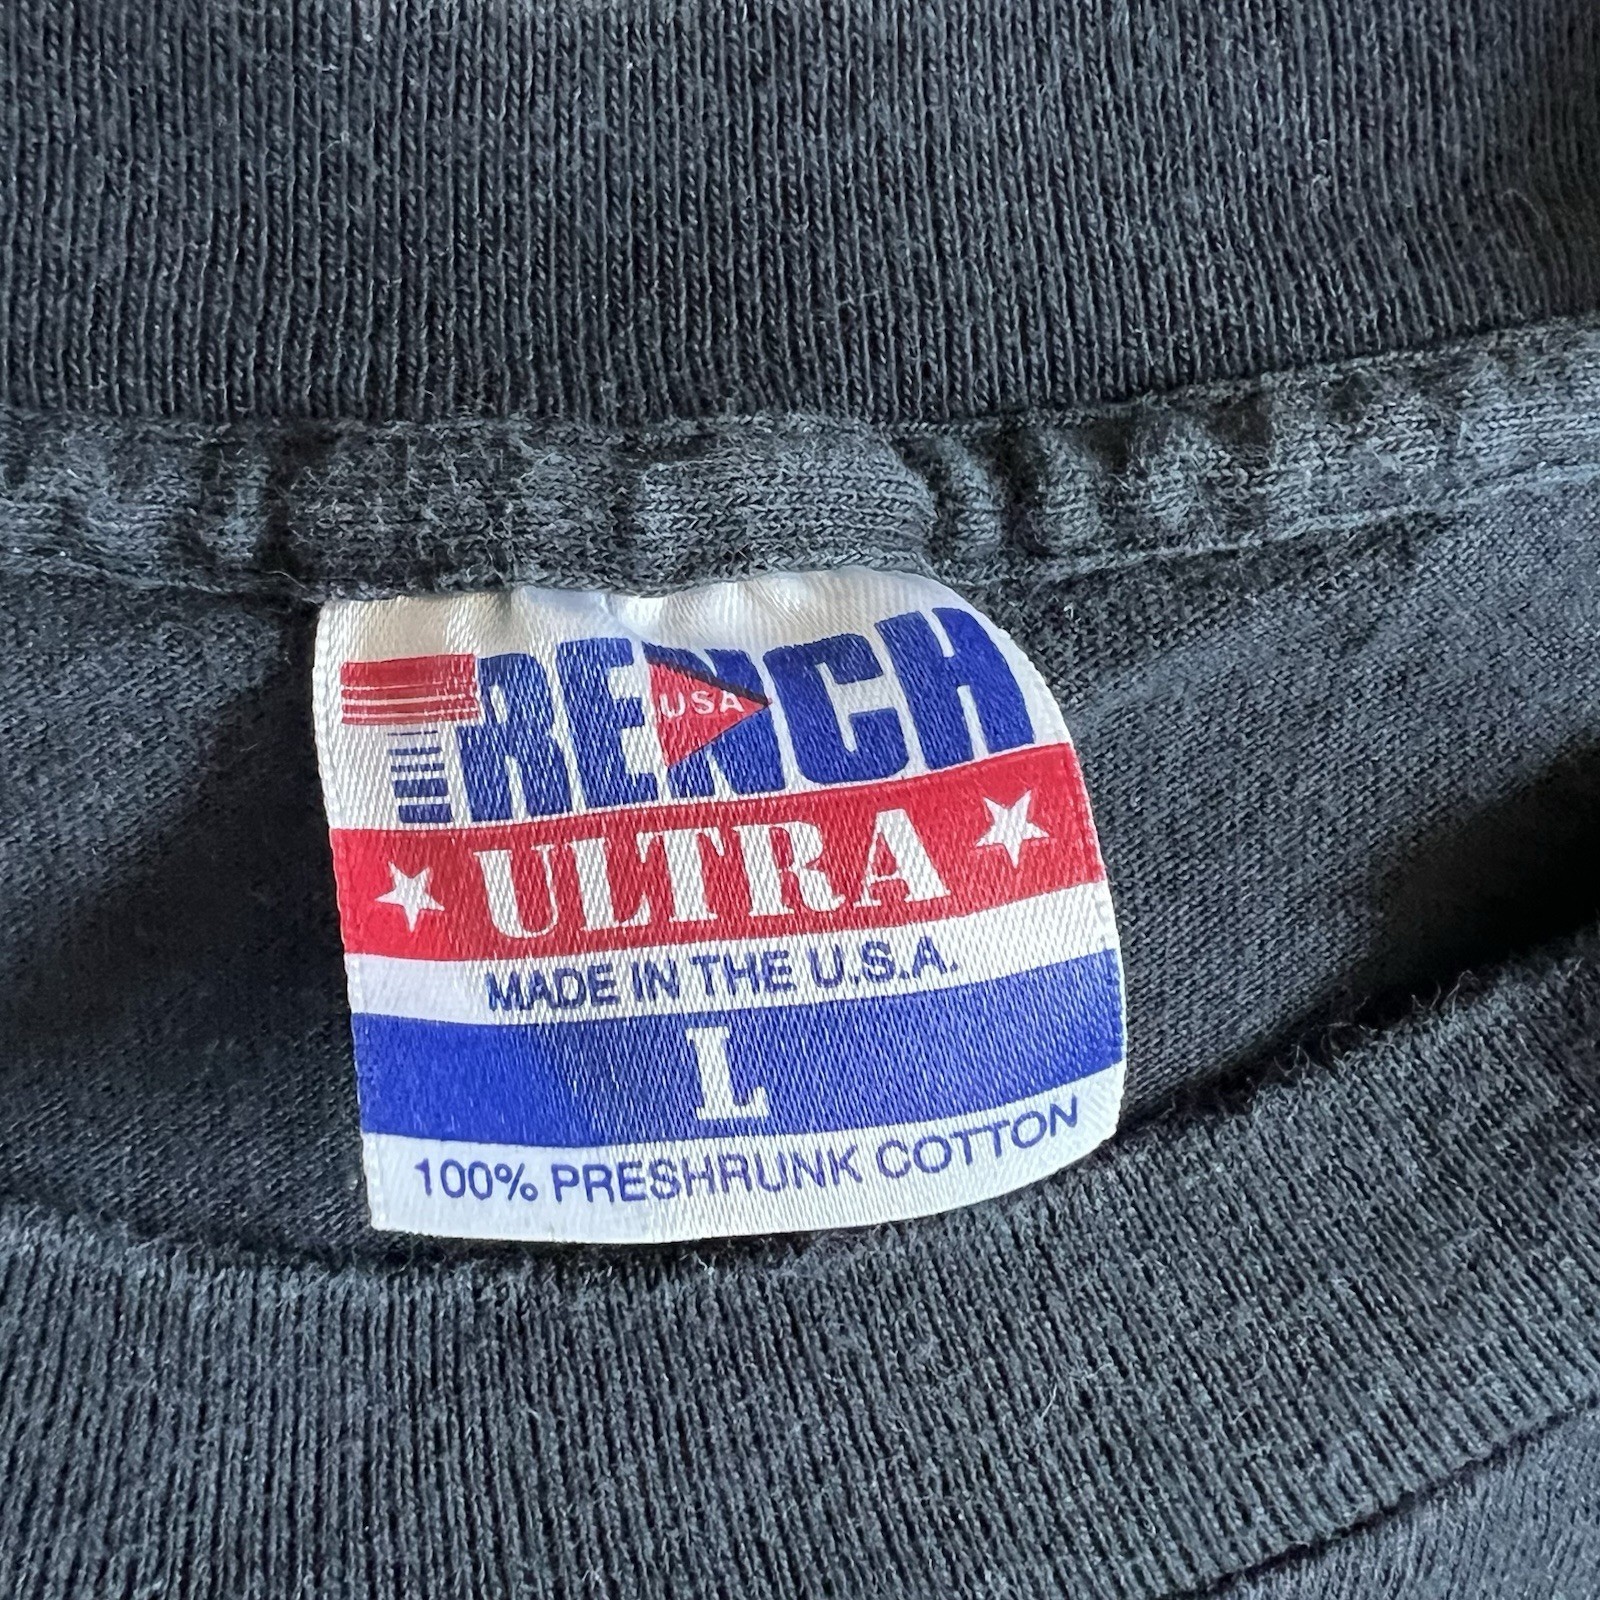 TRENCH
USA
ULTRA
MADE IN THE U.S.A.
L
100% PRESHRUNK COTTON